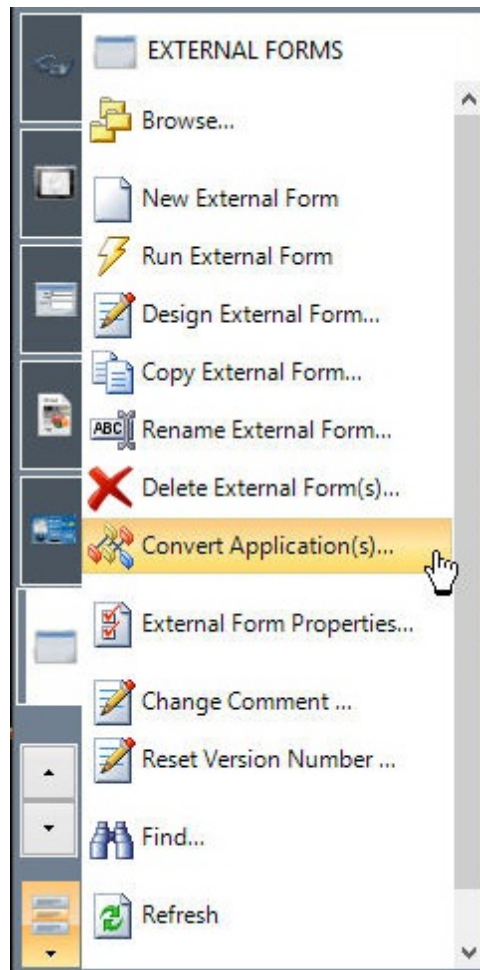 EXTERNAL FORMS
Browse...
New External Form
Run External Form
Design External Form...
Copy External Form...
ABC Rename External Form...
Delete External Form(s)...
Convert Application(s)...
External Form Properties...
Change Comment ...
Reset Version Number ...
Find...
Refresh